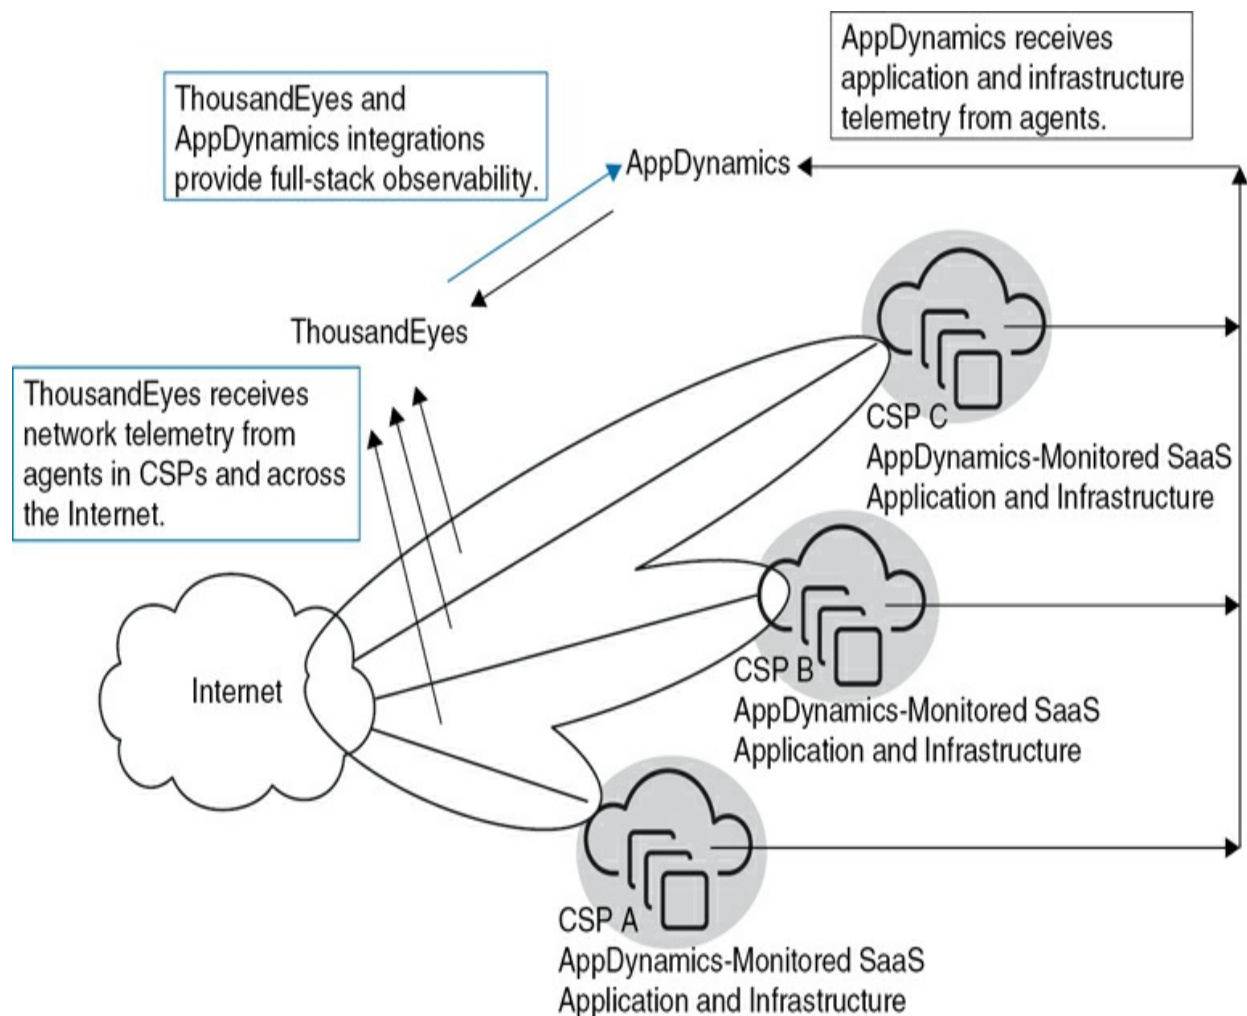 AppDynamics receives
application and infrastructure
telemetry from agents.
ThousandEyes and
AppDynamics integrations
provide full-stack observability.
AppDynamics
ThousandEyes
ThousandEyes receives
network telemetry from
agents in CSPs and across
the Internet.
CSP C
AppDynamics-Monitored SaaS
Application and Infrastructure
Internet
CSP B
AppDynamics-Monitored SaaS
Application and Infrastructure
CSP A
AppDynamics-Monitored SaaS
Application and Infrastructure